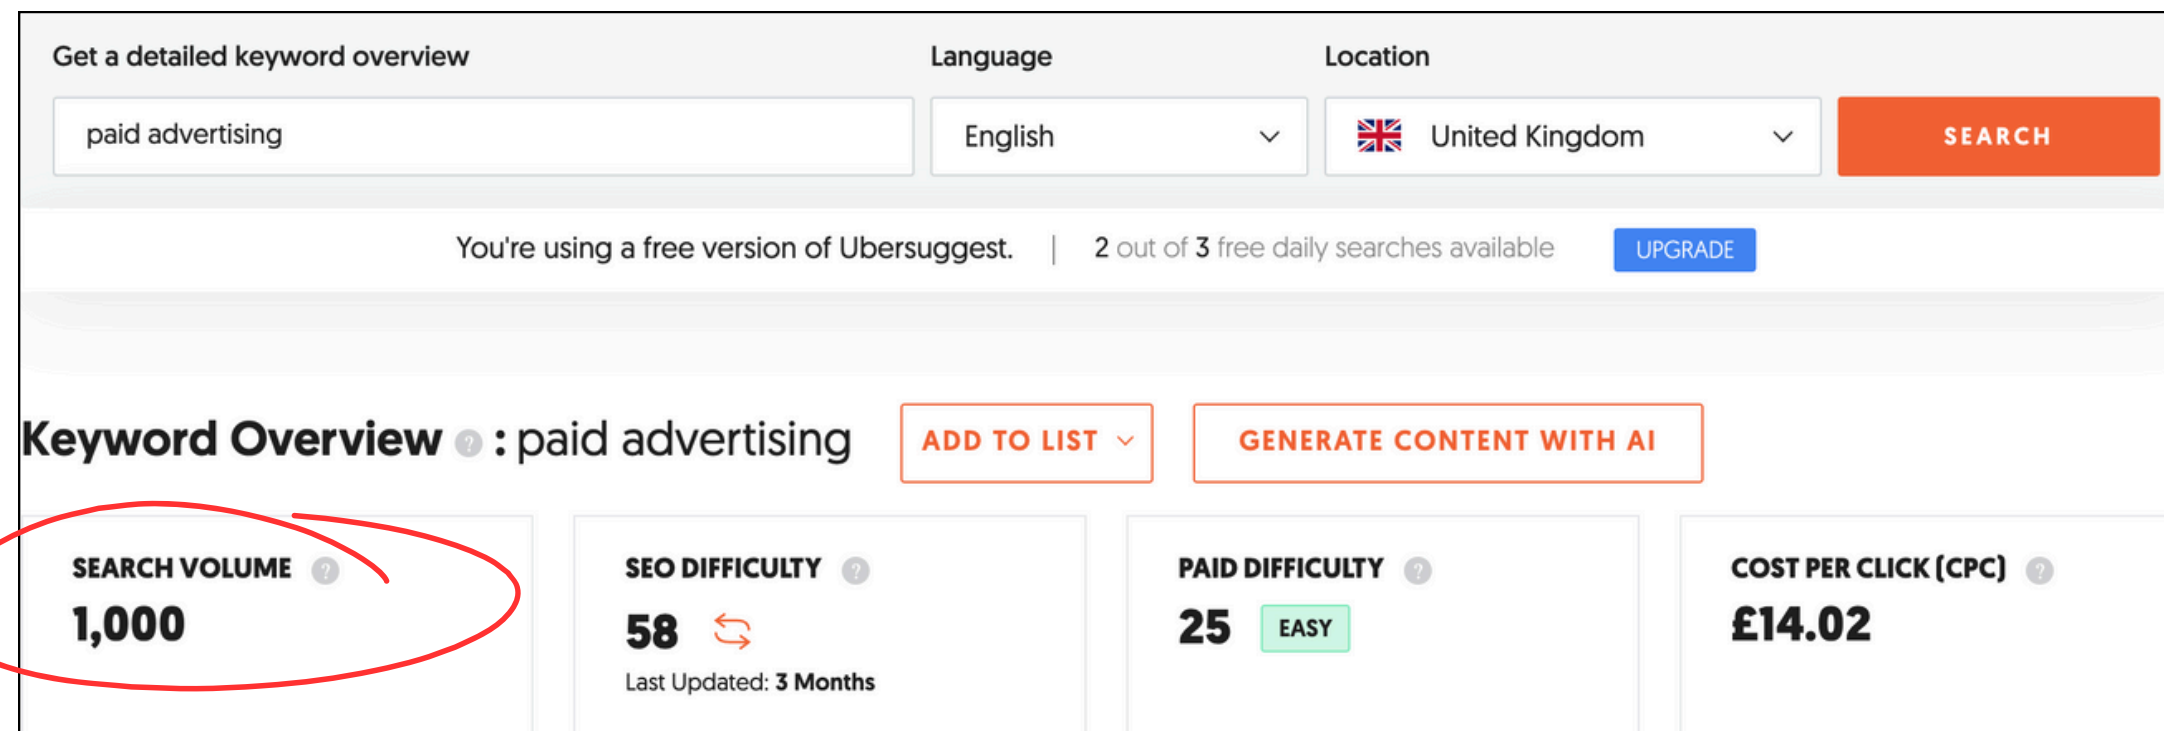 Get a detailed keyword overview
Language
Location
paid advertising
English
United Kingdom
SEARCH
You're using a free version of Ubersuggest. | 2 out of 3 free daily searches available
UPGRADE
Keyword Overview ? : paid advertising
ADD TO LIST
GENERATE CONTENT WITH AI
SEARCH VOLUME ?
1,000
SEO DIFFICULTY ?
58
Last Updated: 3 Months
PAID DIFFICULTY ?
25 EASY
COST PER CLICK (CPC) ?
£14.02